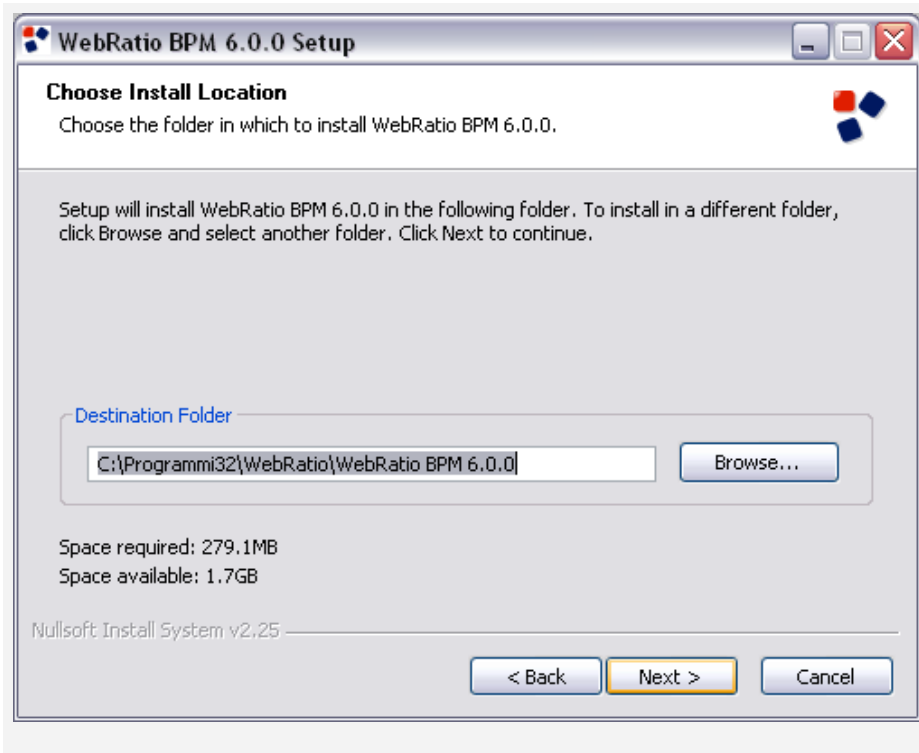 WebRatio BPM 6.0.0 Setup
Choose Install Location
Choose the folder in which to install WebRatio BPM 6.0.0.
Setup will install WebRatio BPM 6.0.0 in the following folder. To install in a different folder,
click Browse and select another folder. Click Next to continue.
Destination Folder
C:\Programmi32\WebRatio\WebRatio BPM 6.0.0
Browse...
Space required: 279.1MB
Space available: 1.7GB
Nullsoft Install System v2.25
< Back
Next >
Cancel